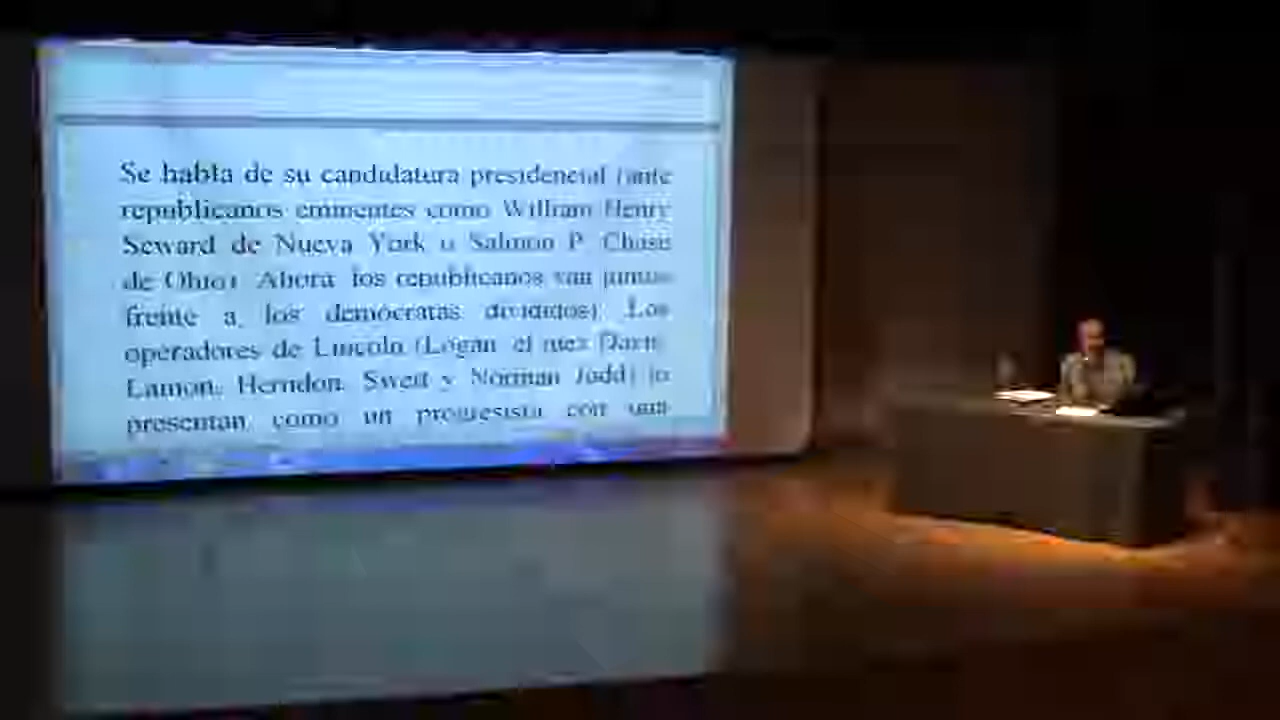 Se habla de su candidatura presidencial (ante
republicanos eminentes como William Henry
Seward de Nueva York o Salmon P. Chase
de Ohio). Ahora los republicanos van juntos
frente a los demócratas divididos). Los
operadores de Lincoln (Logan, el juez Davis,
Lamon, Herndon, Swett y Norman Judd) lo
presentan como un progresista con una